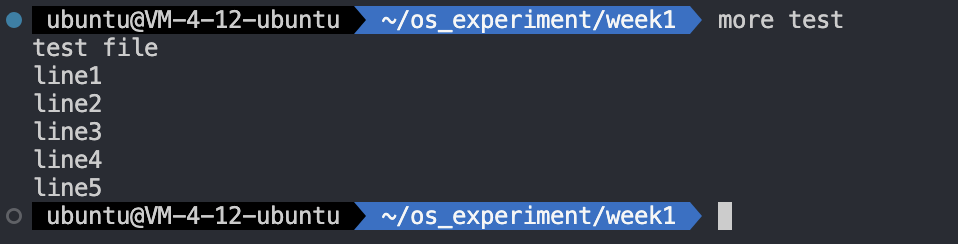 ubuntu@VM-4-12-ubuntu ~/os_experiment/week1 more test
test file
line1
line2
line3
line4
line5
ubuntu@VM-4-12-ubuntu ~/os_experiment/week1